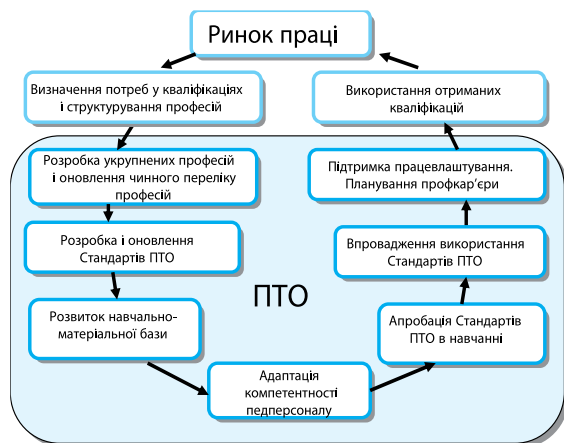 Ринок праці
Визначення потреб у кваліфікаціях
і структурування професій
Використання отриманих
кваліфікацій
Розробка укрупнених професій
і оновлення чинного переліку
професій
Підтримка працевлаштування.
Планування профкар’єри
Розробка і оновлення
Стандартів ПТО
Впровадження використання
Стандартів ПТО
ПТО
Розвиток навчально-
матеріальної бази
Апробація Стандартів
ПТО в навчанні
Адаптація
компетентності
педперсоналу